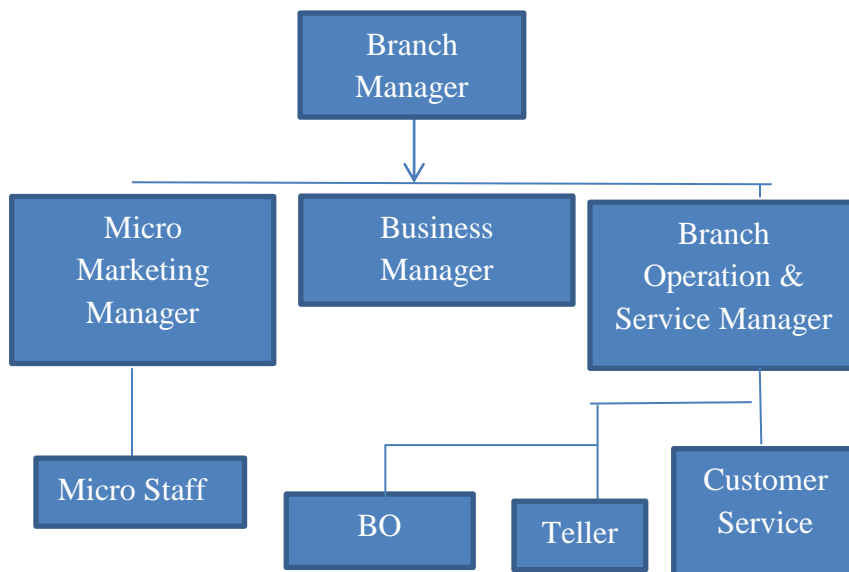 Branch
Manager
Micro
Marketing
Manager
Business
Manager
Branch
Operation &
Service Manager
Micro Staff
BO
Teller
Customer
Service